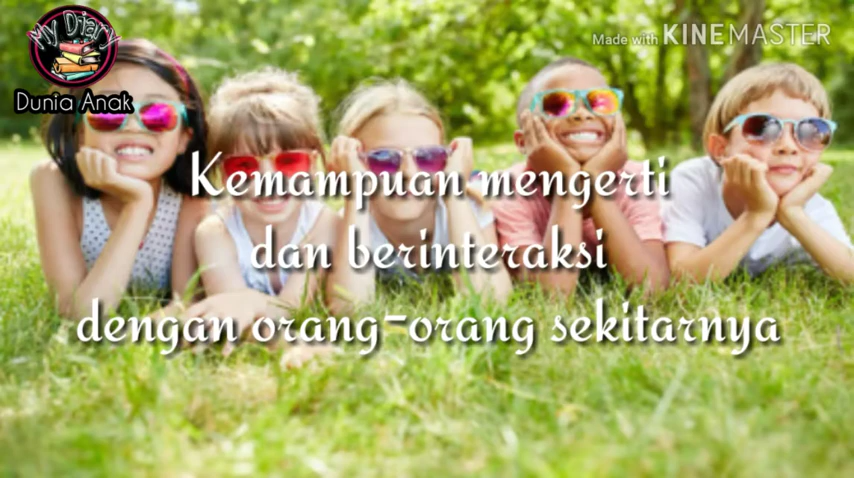 My Diary
Dunia Anak
Made with KINEMASTER
Kemampuan mengerti
dan berinteraksi
dengan orang-orang sekitarnya